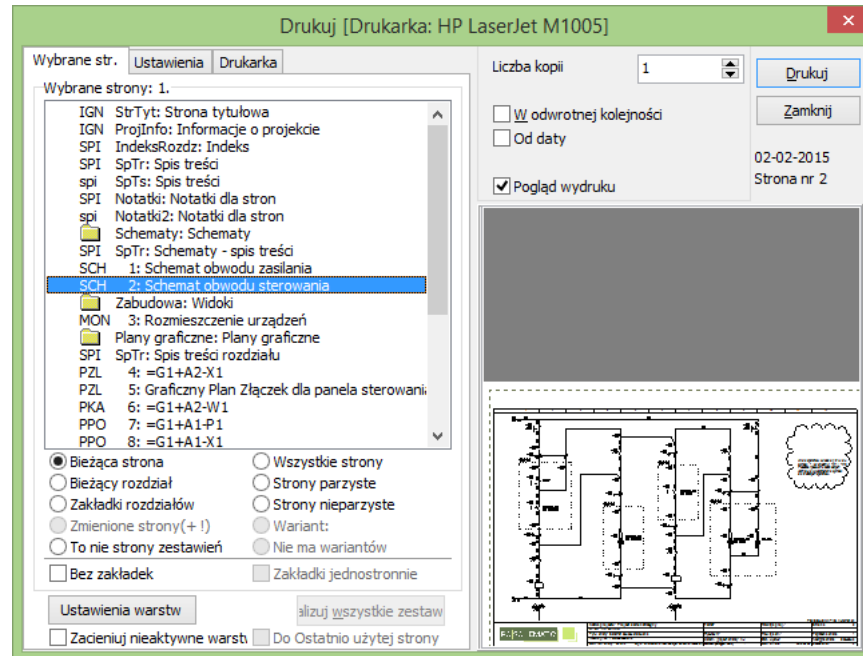 Drukuj [Drukarka: HP LaserJet M1005]
Wybrane str.
Ustawienia
Drukarka
Wybrane strony: 1.
IGN StrTyt: Strona tytułowa
IGN ProjInfo: Informacje o projekcie
SPI IndeksRozdz: Indeks
SPI SpTr: Spis treści
spi SpTs: Spis treści
SPI Notatki: Notatki dla stron
spi Notatki2: Notatki dla stron
Schematy: Schematy
SPI SpTr: Schematy - spis treści
SCH 1: Schemat obwodu zasilania
SCH 2: Schemat obwodu sterowania
Zabudowa: Widoki
MON 3: Rozmieszczenie urządzeń
Plany graficzne: Plany graficzne
SPI SpTr: Spis treści rozdziału
PZL 4: =G1+A2-X1
PZL 5: Graficzny Plan Złączek dla panela sterowani
PKA 6: =G1+A2-W1
PPO 7: =G1+A1-P1
PPO 8: =G1+A1-X1
Bieżąca strona
Wszystkie strony
Bieżący rozdział
Strony parzyste
Zakładki rozdziałów
Strony nieparzyste
Zmienione strony(+ !)
Wariant:
To nie strony zestawień
Nie ma wariantów
Bez zakładek
Zakładki jednostronnie
Ustawienia warstw
alizuj wszystkie zestaw
Zacieniuj nieaktywne warstw
Do Ostatnio użytej strony
Liczba kopii
1
Drukuj
W odwrotnej kolejności
Zamknij
Od daty
02-02-2015
Pogląd wydruku
Strona nr 2